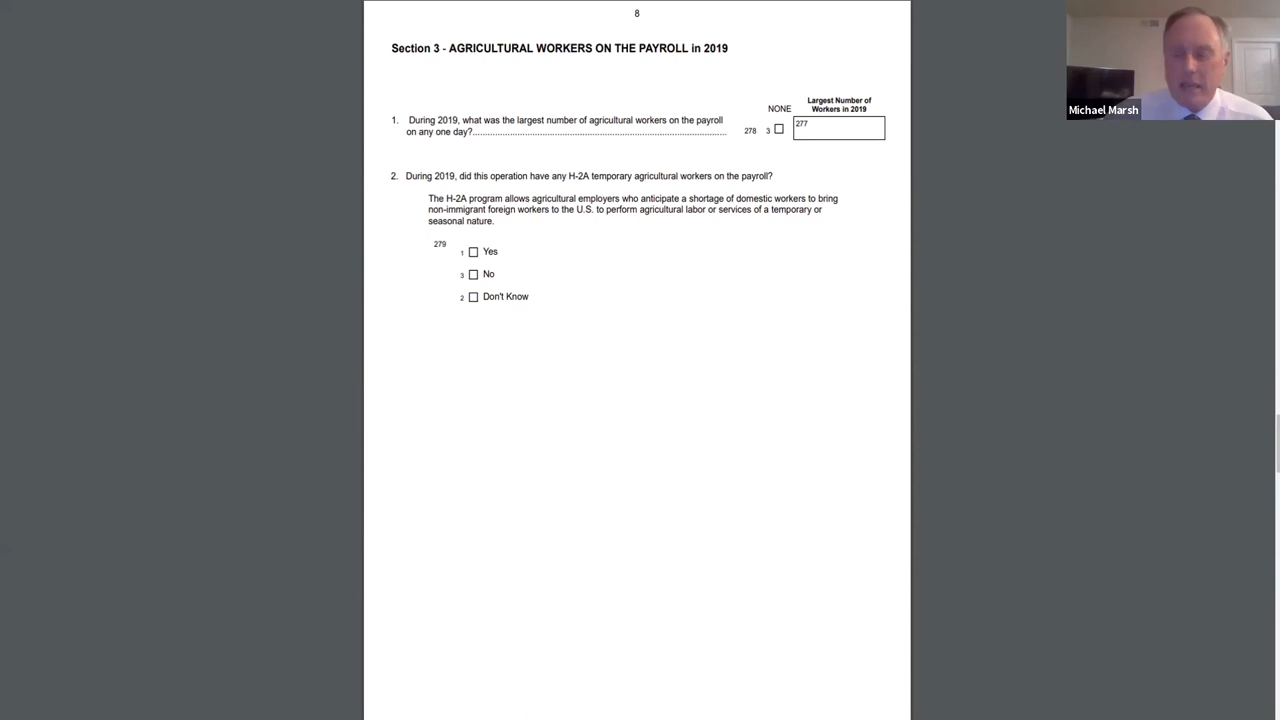 8
Section 3 - AGRICULTURAL WORKERS ON THE PAYROLL in 2019
Largest Number of
NONE Workers in 2019
1. During 2019, what was the largest number of agricultural workers on the payroll
on any one day?.......................................................................................... 278 3 277
2. During 2019, did this operation have any H-2A temporary agricultural workers on the payroll?
The H-2A program allows agricultural employers who anticipate a shortage of domestic workers to bring
non-immigrant foreign workers to the U.S. to perform agricultural labor or services of a temporary or
seasonal nature.
279
1 Yes
3 No
2 Don't Know
Michael Marsh